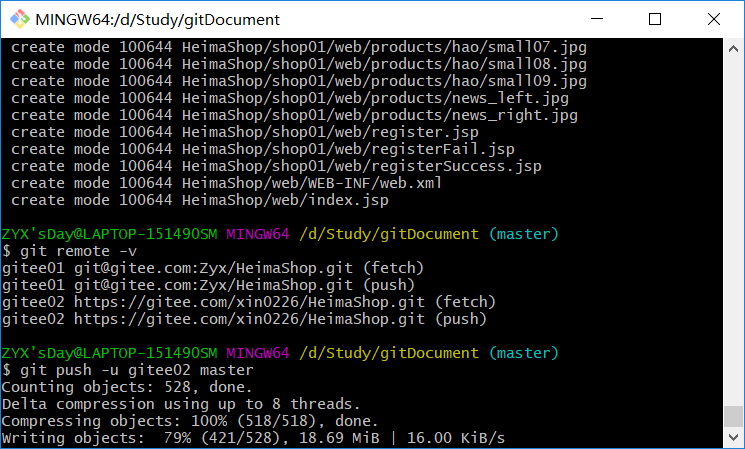 MINGW64:/d/Study/gitDocument
create mode 100644 HeimaShop/shop01/web/products/hao/small07.jpg
create mode 100644 HeimaShop/shop01/web/products/hao/small08.jpg
create mode 100644 HeimaShop/shop01/web/products/hao/small09.jpg
create mode 100644 HeimaShop/shop01/web/products/news_left.jpg
create mode 100644 HeimaShop/shop01/web/products/news_right.jpg
create mode 100644 HeimaShop/shop01/web/register.jsp
create mode 100644 HeimaShop/shop01/web/registerFail.jsp
create mode 100644 HeimaShop/shop01/web/registerSuccess.jsp
create mode 100644 HeimaShop/web/WEB-INF/web.xml
create mode 100644 HeimaShop/web/index.jsp
ZYX'sDay@LAPTOP-15149OSM MINGW64 /d/Study/gitDocument (master)
$ git remote -v
gitee01 git@gitee.com:Zyx/HeimaShop.git (fetch)
gitee01 git@gitee.com:Zyx/HeimaShop.git (push)
gitee02 https://gitee.com/xin0226/HeimaShop.git (fetch)
gitee02 https://gitee.com/xin0226/HeimaShop.git (push)
ZYX'sDay@LAPTOP-15149OSM MINGW64 /d/Study/gitDocument (master)
$ git push -u gitee02 master
Counting objects: 528, done.
Delta compression using up to 8 threads.
Compressing objects: 100% (518/518), done.
Writing objects:  79% (421/528), 18.69 MiB | 16.00 KiB/s